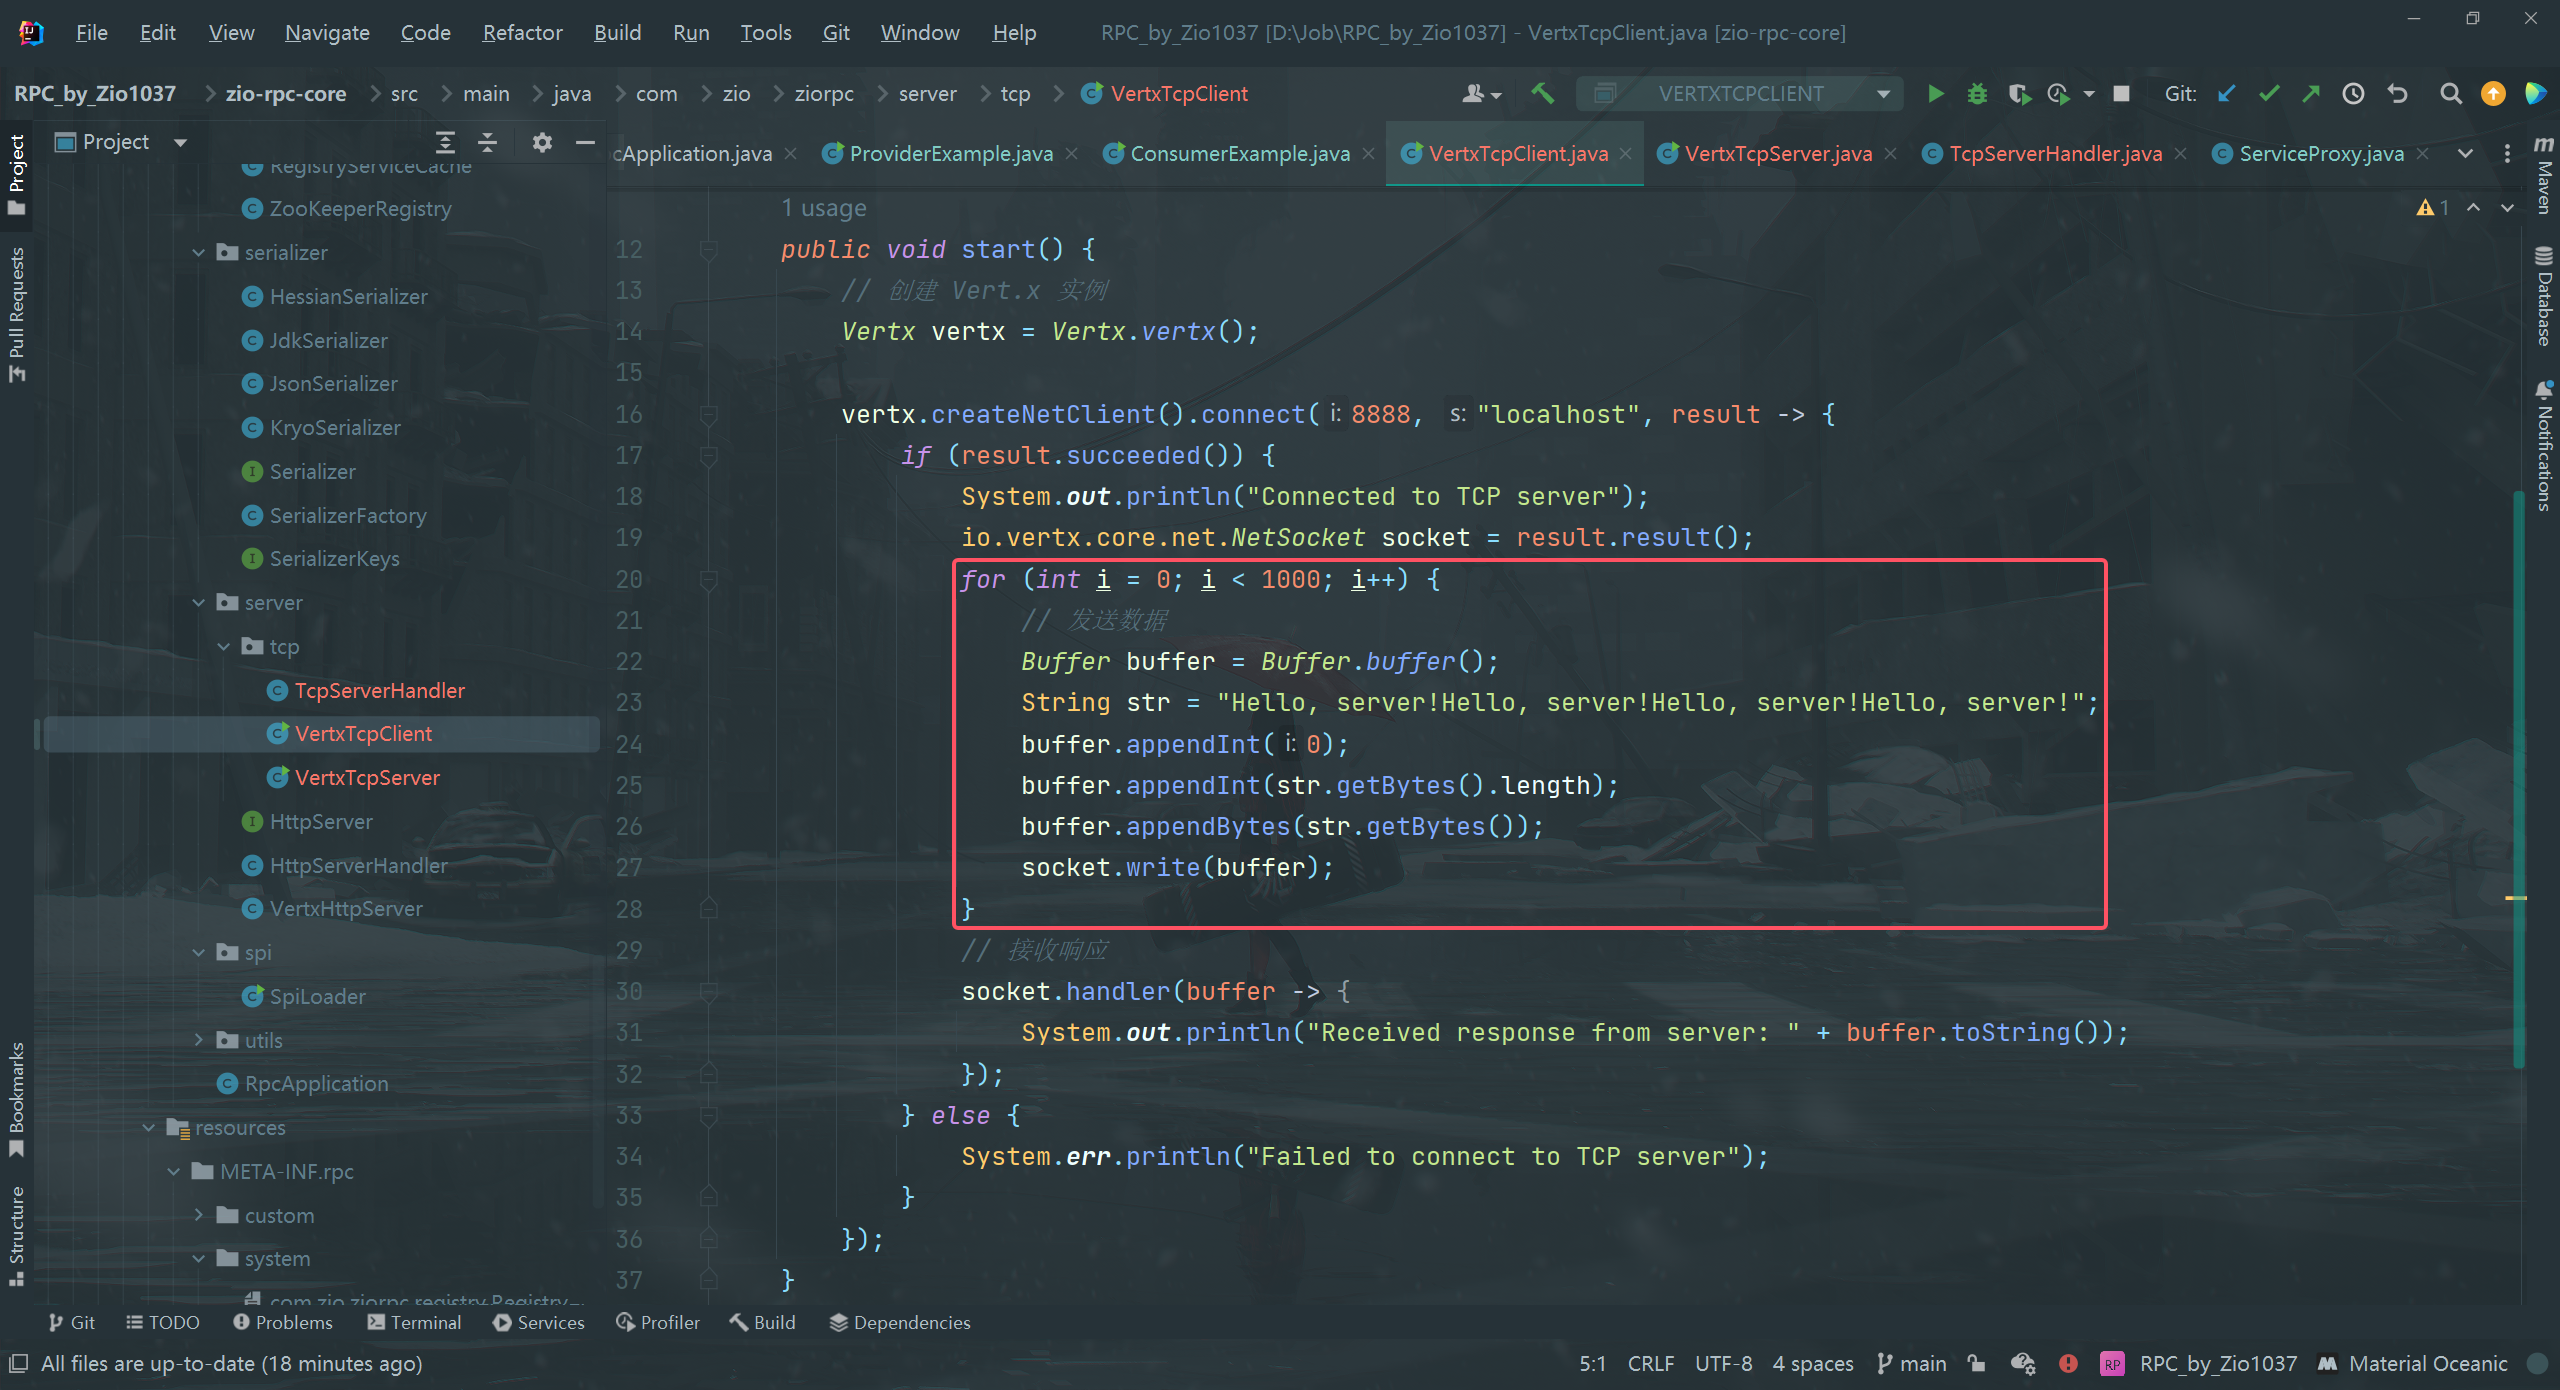 File Edit View Navigate Code Refactor Build Run Tools Git Window Help RPC_by_Zio1037 [D:\Job\RPC_by_Zio1037] - VertxTcpClient.java [zio-rpc-core]
RPC_by_Zio1037 zio-rpc-core src main java com zio ziorpc server tcp VertxTcpClient VERTXTCPCLIENT Git:
Project
cApplication.java ProviderExample.java ConsumerExample.java VertxTcpClient.java VertxTcpServer.java TcpServerHandler.java ServiceProxy.java
Project
Pull Requests
Bookmarks
Structure
RegistryServiceCache
ZooKeeperRegistry
serializer
HessianSerializer
JdkSerializer
JsonSerializer
KryoSerializer
Serializer
SerializerFactory
SerializerKeys
server
tcp
TcpServerHandler
VertxTcpClient
VertxTcpServer
HttpServer
HttpServerHandler
VertxHttpServer
spi
SpiLoader
utils
RpcApplication
resources
META-INF.rpc
custom
system
com.zio.ziorpc.registry.Registry
1 usage
1
12 public void start() {
13 // 创建 Vert.x 实例
14 Vertx vertx = Vertx.vertx();
15
16 vertx.createNetClient().connect( i: 8888, s: "localhost", result -> {
17 if (result.succeeded()) {
18 System.out.println("Connected to TCP server");
19 io.vertx.core.net.NetSocket socket = result.result();
20 for (int i = 0; i < 1000; i++) {
21 // 发送数据
22 Buffer buffer = Buffer.buffer();
23 String str = "Hello, server!Hello, server!Hello, server!Hello, server!";
24 buffer.appendInt( i: 0);
25 buffer.appendInt(str.getBytes().length);
26 buffer.appendBytes(str.getBytes());
27 socket.write(buffer);
28 }
29 // 接收响应
30 socket.handler(buffer -> {
31 System.out.println("Received response from server: " + buffer.toString());
32 });
33 } else {
34 System.err.println("Failed to connect to TCP server");
35 }
36 });
37 }
Maven
Database
Notifications
Git TODO Problems Terminal Services Profiler Build Dependencies
All files are up-to-date (18 minutes ago) 5:1 CRLF UTF-8 4 spaces main RP RPC_by_Zio1037 Material Oceanic